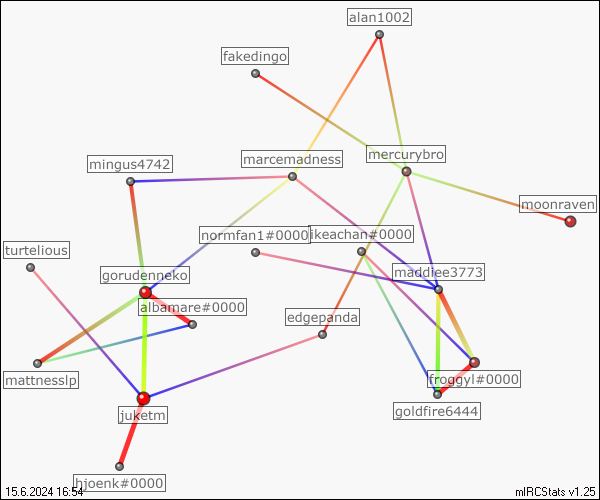 alan1002
fakedingo
mercurybro
marcemadness
mingus4742
moonraven
normfan1#0000
ikeachan#0000
turtelious
maddiee3773
gorudenneko
albamare#0000
edgepanda
mattnesslp
froggyl#0000
goldfire6444
juketm
hjoenk#0000
15.6.2024 16:54
mIRCStats v1.25